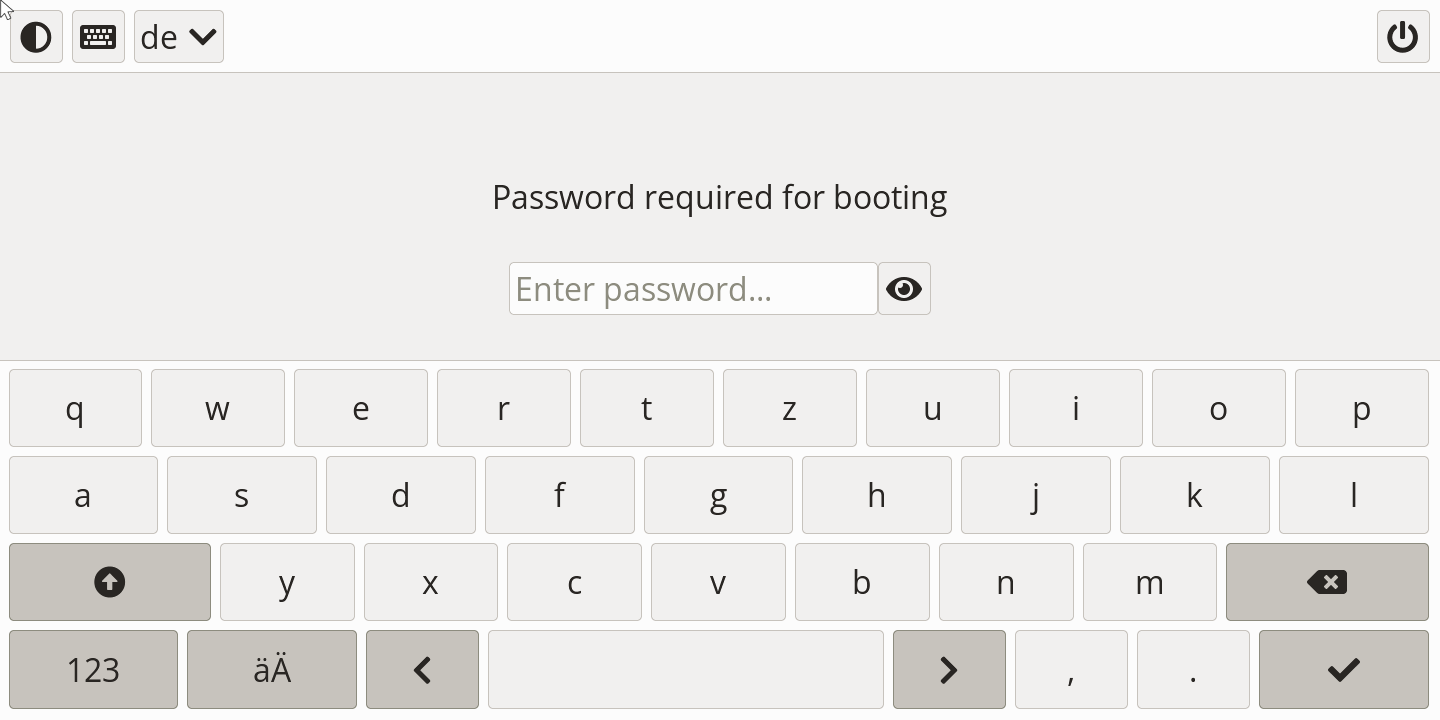 de
Password required for booting
Enter password...
q w e r t z u i o p
a s d f g h j k l
y x c v b n m
123 äÄ , .